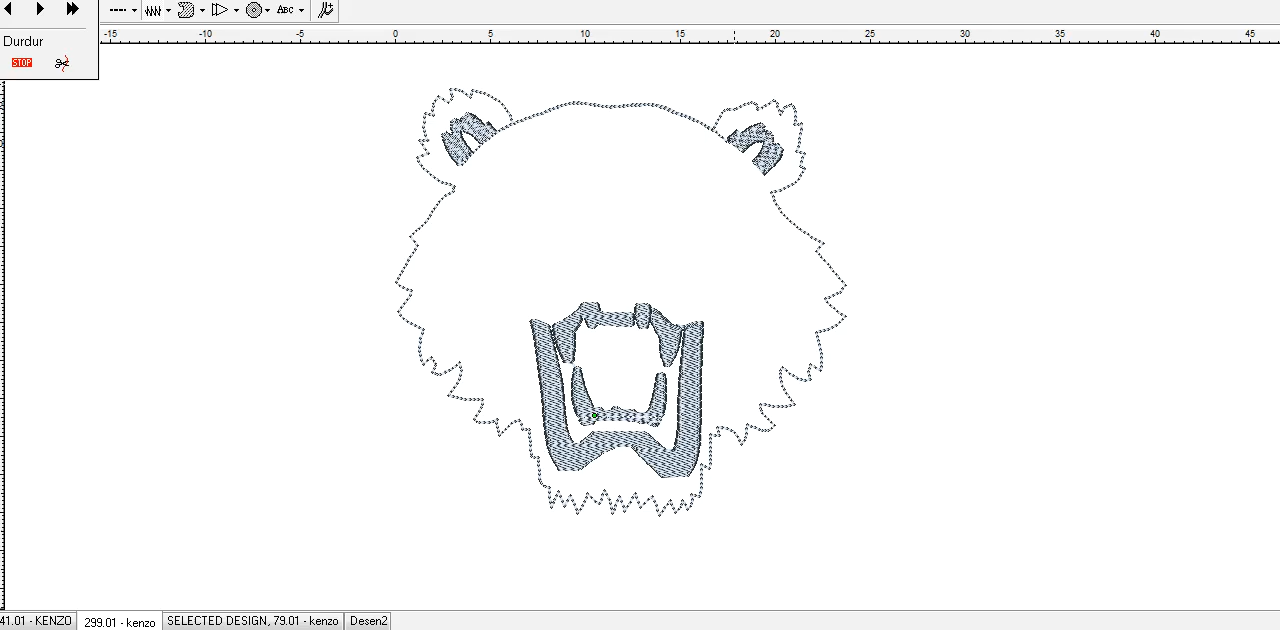 ABC
-15 -10 -5 0 5 10 15 20 25 30 35 40 45
Durdur
STOP
41.01 - KENZO 299.01 - kenzo SELECTED DESIGN, 79.01 - kenzo Desen2